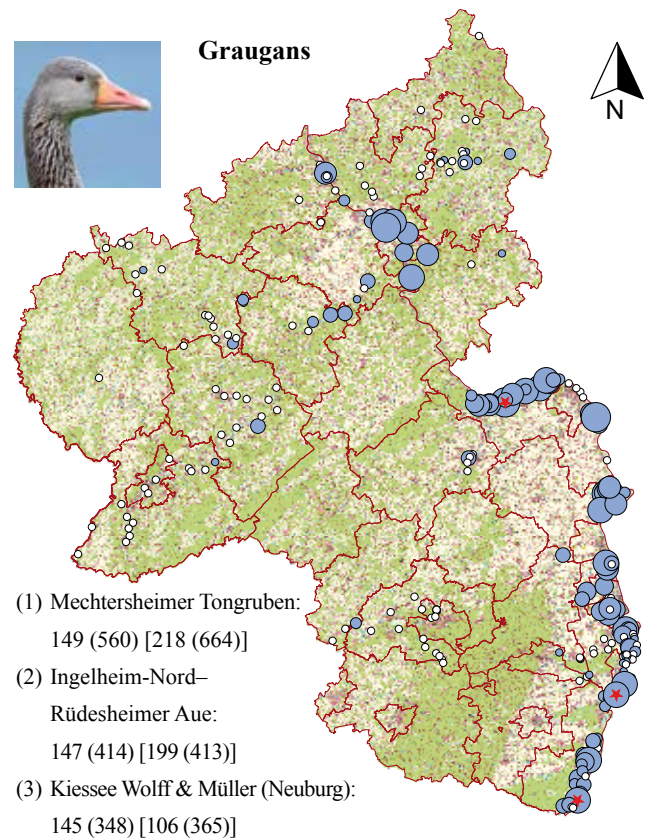 Graugans
N
(1) Mechtersheimer Tongruben:
149 (560) [218 (664)]
(2) Ingelheim-Nord–
Rüdesheimer Aue:
147 (414) [199 (413)]
(3) Kiessee Wolff & Müller (Neuburg):
145 (348) [106 (365)]